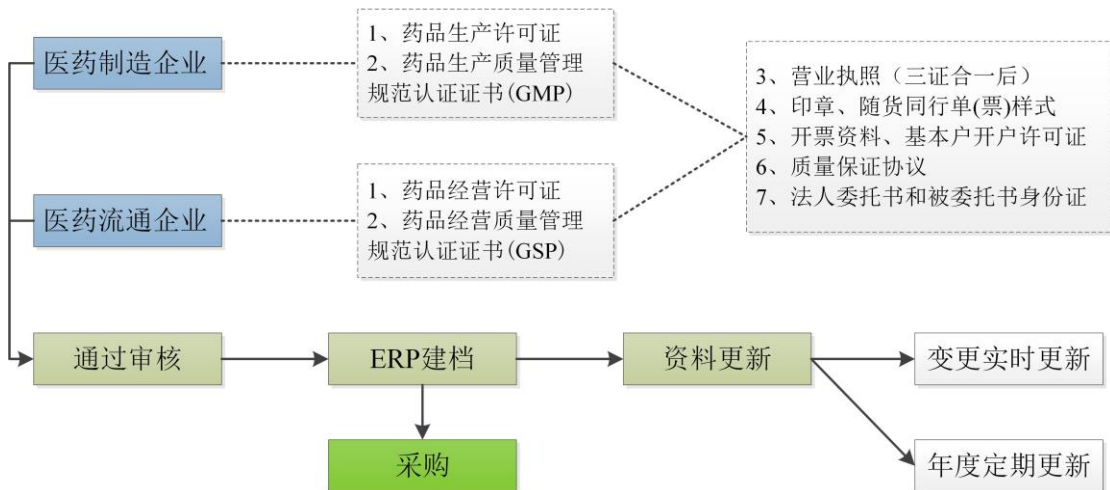 医药制造企业
1、药品生产许可证
2、药品生产质量管理
规范认证证书(GMP)
3、营业执照（三证合一后）
4、印章、随货同行单(票)样式
5、开票资料、基本户开户许可证
6、质量保证协议
7、法人委托书和被委托书身份证
医药流通企业
1、药品经营许可证
2、药品经营质量管理
规范认证证书(GSP)
通过审核
ERP建档
资料更新
变更实时更新
采购
年度定期更新